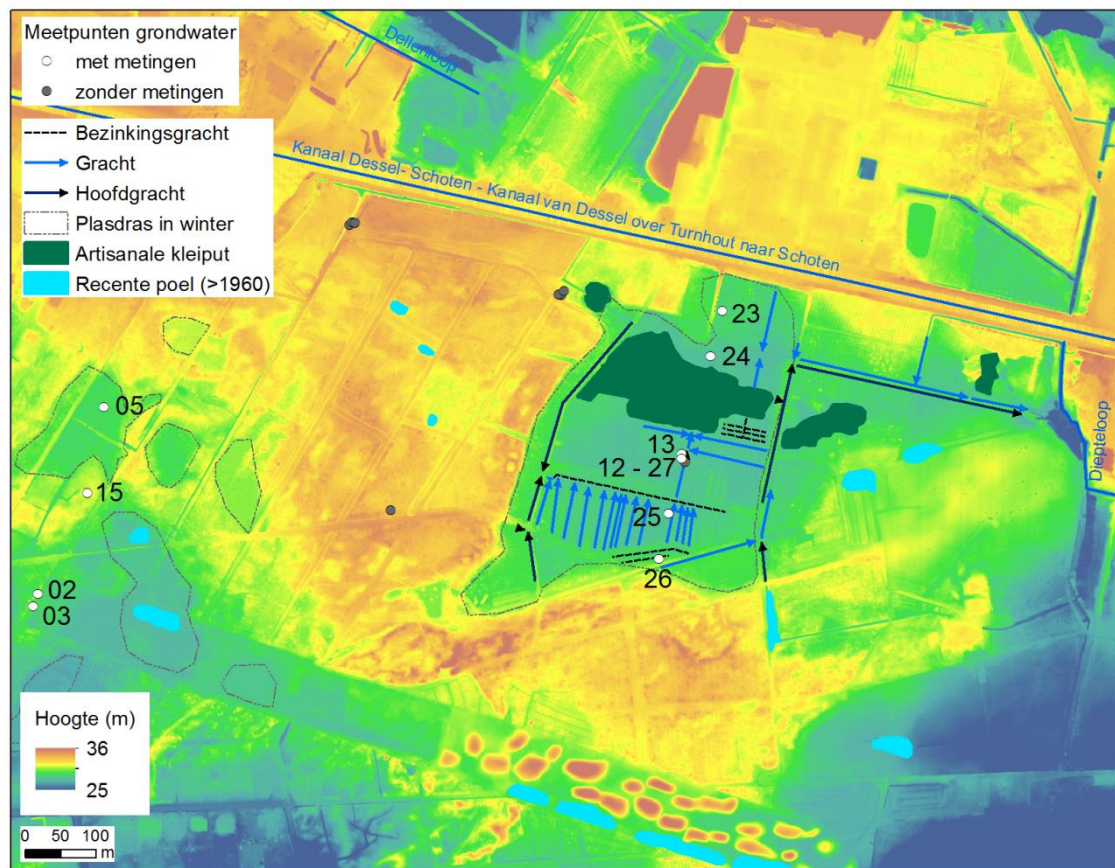 Meetpunten grondwater
met metingen
zonder metingen
Bezinkingsgracht
Gracht
Hoofdgracht
Plasdras in winter
Artisanale kleiput
Recente poel (>1960)
Dellenloop
Kanaal Dessel- Schoten - Kanaal van Dessel over Turnhout naar Schoten
Diepteloop
23
24
05
13
12 - 27
15
25
26
02
03
Hoogte (m)
36
25
0 50 100
m